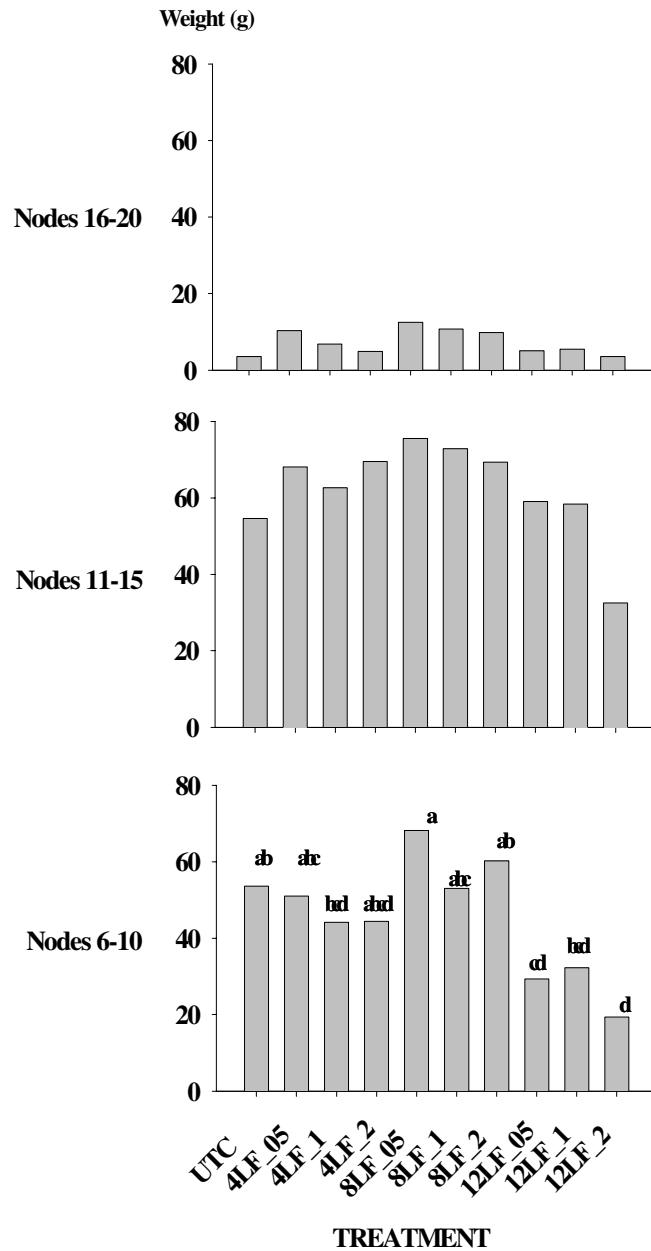 Weight (g)
80
60
Nodes 16-20
40
20
0
80
60
Nodes 11-15
40
20
0
80
a
ab
ab
abc
60
abc
bcd
abcd
Nodes 6-10
40
bcd
cd
20
d
0
UTC
4LF_05
4LF_1
4LF_2
8LF_05
8LF_1
8LF_2
12LF_05
12LF_1
12LF_2
TREATMENT